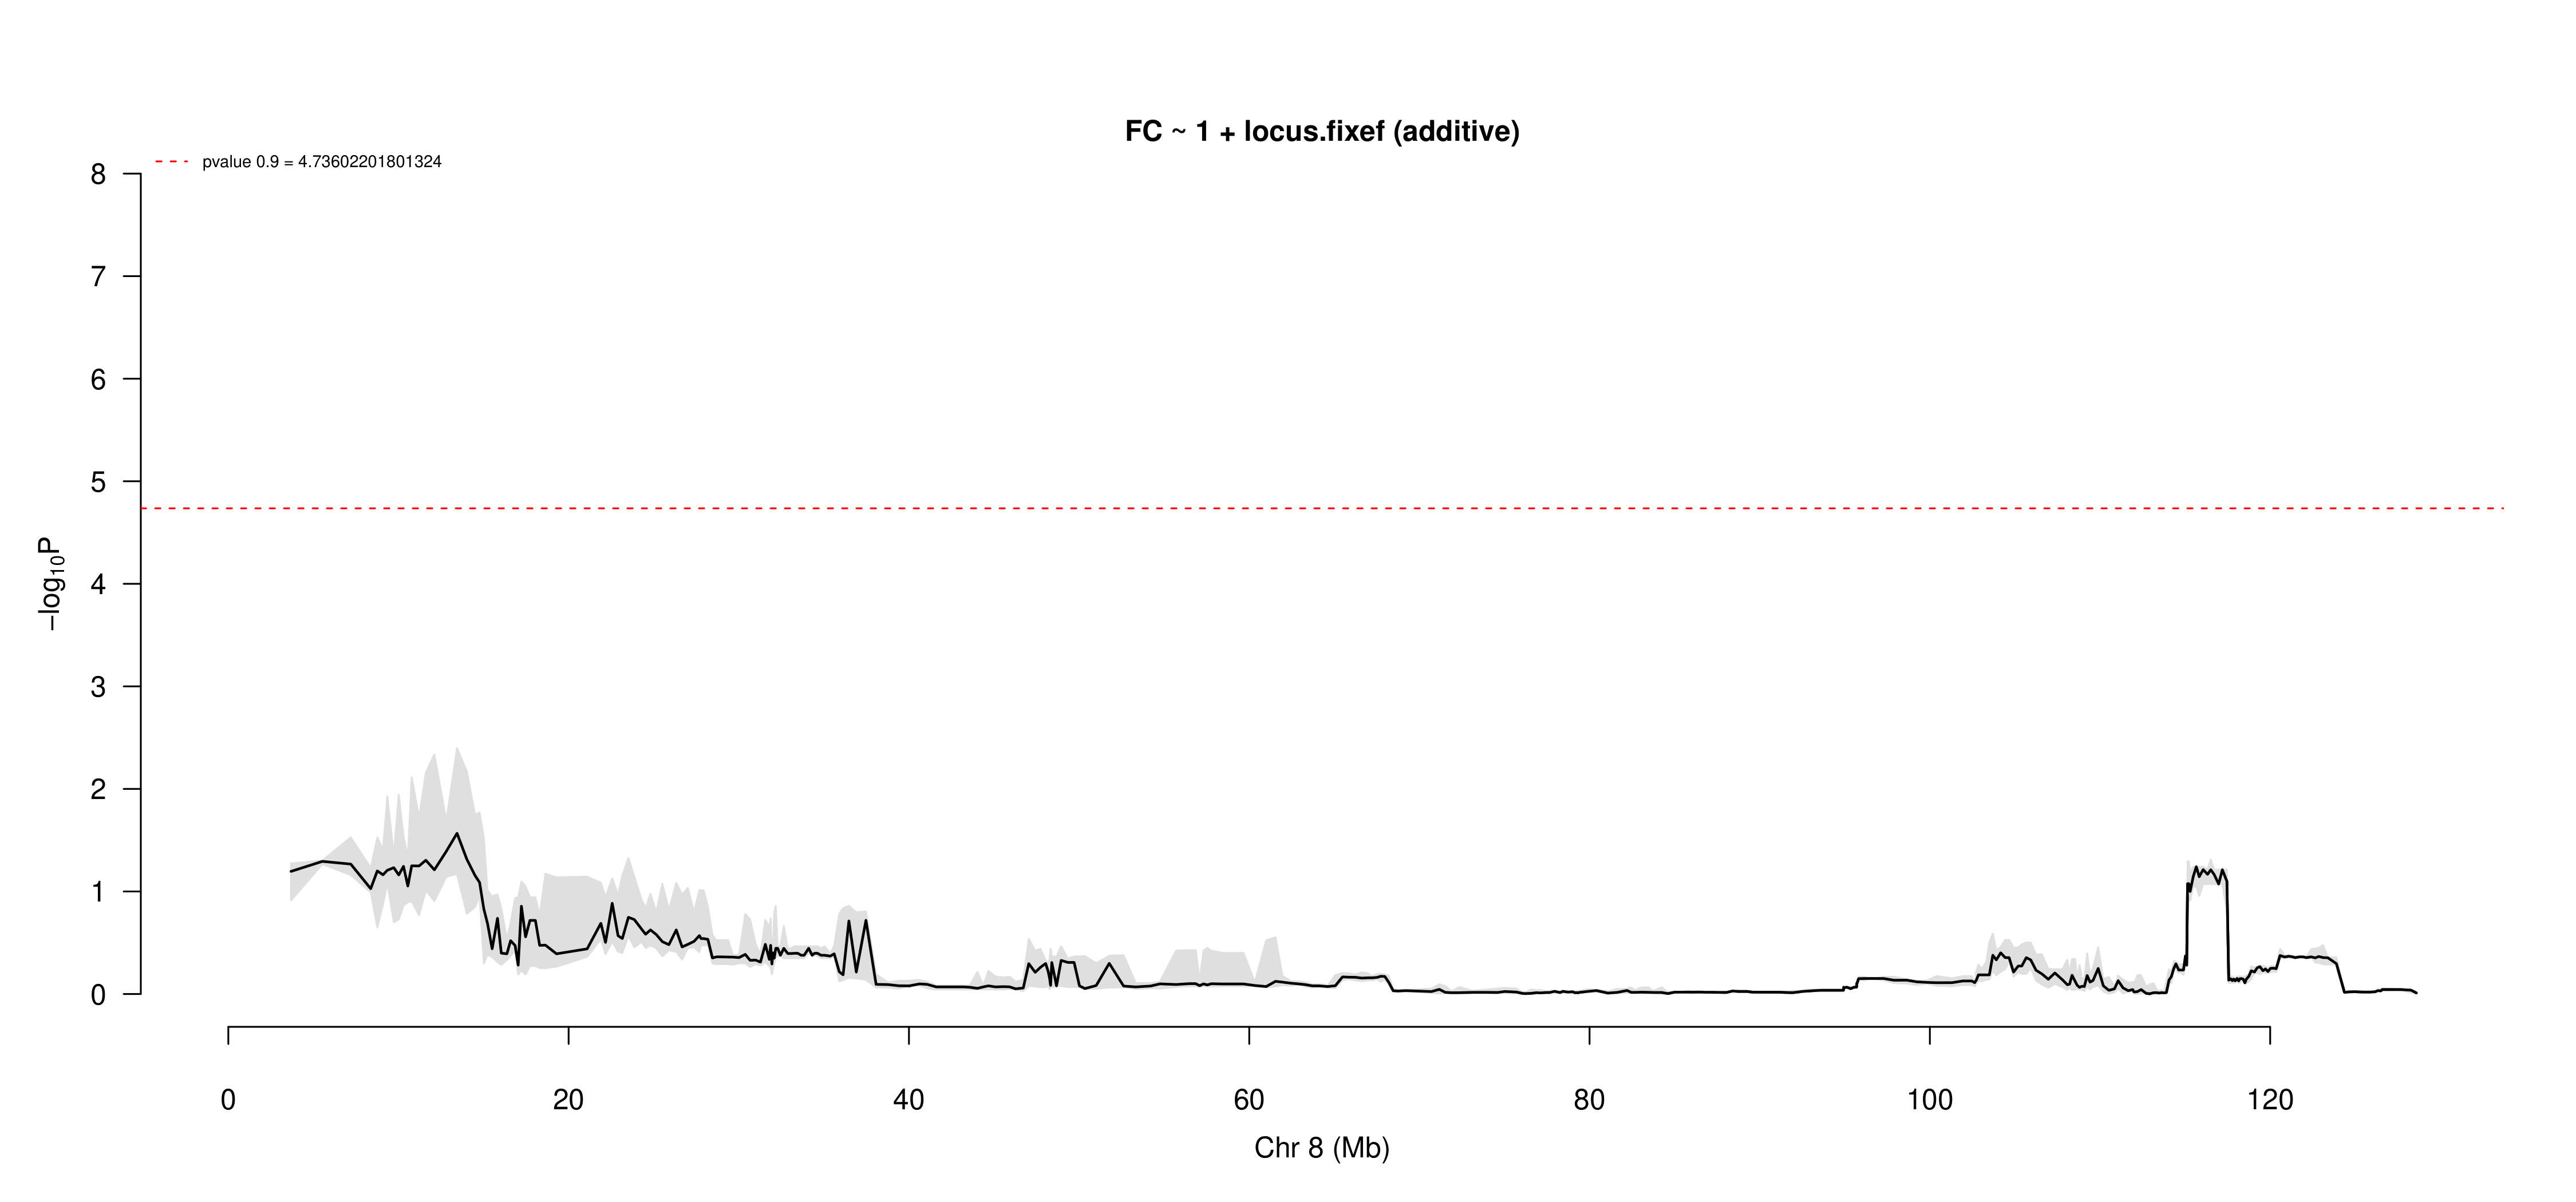 FC ~ 1 + locus.fixef (additive)
pvalue 0.9 = 4.73602201801324
8
7
6
5
4
3
2
1
0
−log10P
0 20 40 60 80 100 120
Chr 8 (Mb)